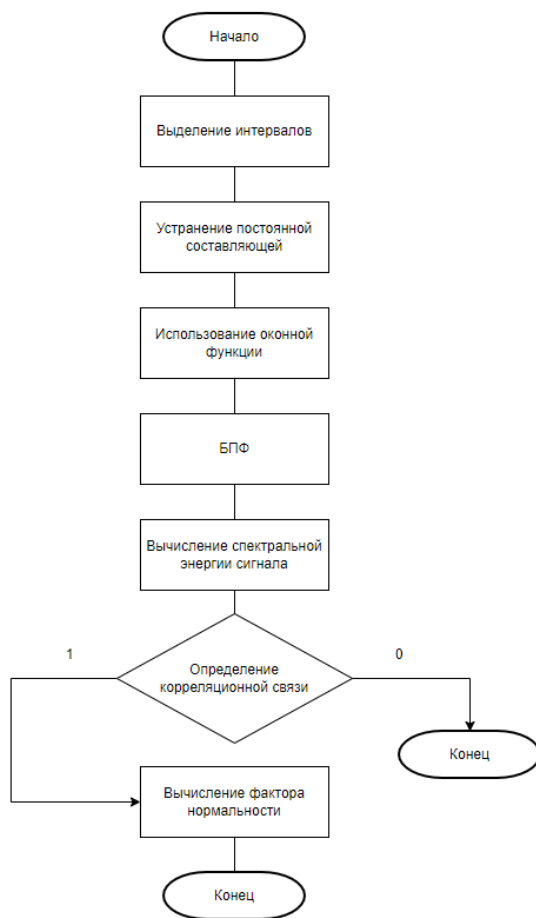 Начало
Выделение интервалов
Устранение постоянной
составляющей
Использование оконной
функции
БПФ
Вычисление спектральной
энергии сигнала
1
0
Определение
корреляционной связи
Конец
Вычисление фактора
нормальности
Конец